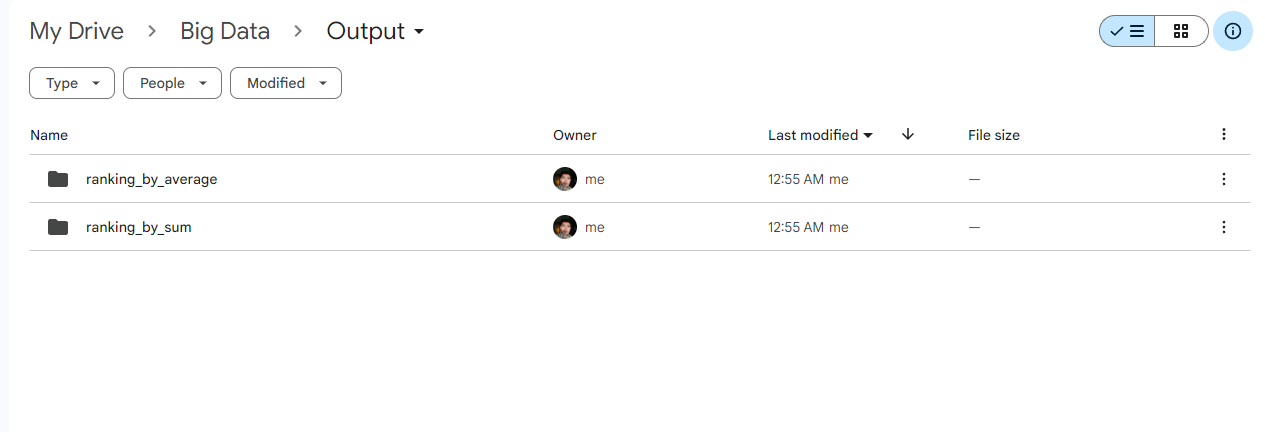 My Drive > Big Data > Output
Type People Modified
Name Owner Last modified File size
ranking_by_average me 12:55 AM me —
ranking_by_sum me 12:55 AM me —